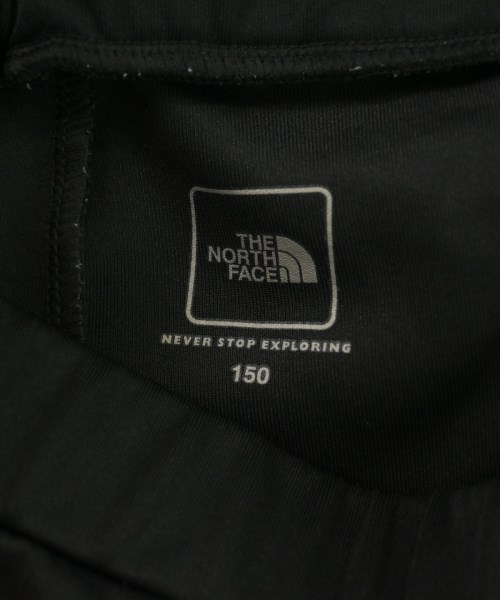 THE
NORTH
FACE
NEVER STOP EXPLORING
150